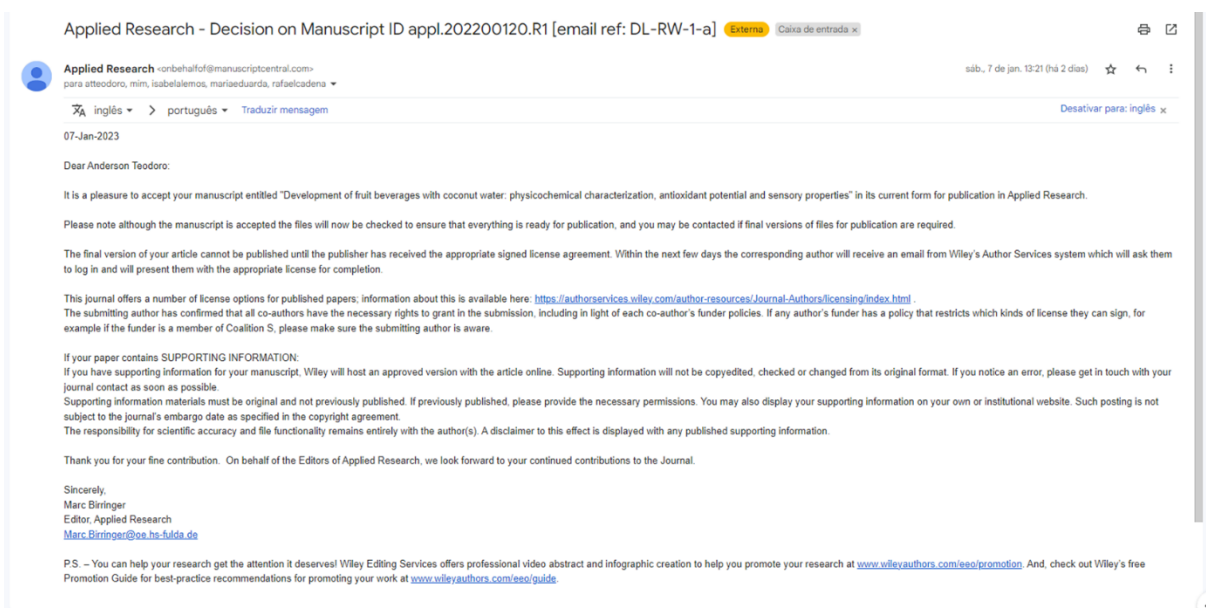 Applied Research - Decision on Manuscript ID appl.202200120.R1 [email ref: DL-RW-1-a] Externa Caixa de entrada ×
Applied Research <onbehalfof@manuscriptcentral.com> sáb., 7 de jan. 13:21 (há 2 dias)
para atteodoro, mim, isabelalemos, mariaeduarda, rafaelcadena
inglês > português Traduzir mensagem Desativar para: inglês ×
07-Jan-2023
Dear Anderson Teodoro:
It is a pleasure to accept your manuscript entitled "Development of fruit beverages with coconut water: physicochemical characterization, antioxidant potential and sensory properties" in its current form for publication in Applied Research.
Please note although the manuscript is accepted the files will now be checked to ensure that everything is ready for publication, and you may be contacted if final versions of files for publication are required.
The final version of your article cannot be published until the publisher has received the appropriate signed license agreement. Within the next few days the corresponding author will receive an email from Wiley's Author Services system which will ask them
to log in and will present them with the appropriate license for completion.
This journal offers a number of license options for published papers; information about this is available here: https://authorservices.wiley.com/author-resources/Journal-Authors/licensing/index.html .
The submitting author has confirmed that all co-authors have the necessary rights to grant in the submission, including in light of each co-author's funder policies. If any author's funder has a policy that restricts which kinds of license they can sign, for
example if the funder is a member of Coalition S, please make sure the submitting author is aware.
If your paper contains SUPPORTING INFORMATION:
If you have supporting information for your manuscript, Wiley will host an approved version with the article online. Supporting information will not be copyedited, checked or changed from its original format. If you notice an error, please get in touch with your
journal contact as soon as possible.
Supporting information materials must be original and not previously published. If previously published, please provide the necessary permissions. You may also display your supporting information on your own or institutional website. Such posting is not
subject to the journal's embargo date as specified in the copyright agreement.
The responsibility for scientific accuracy and file functionality remains entirely with the author(s). A disclaimer to this effect is displayed with any published supporting information.
Thank you for your fine contribution. On behalf of the Editors of Applied Research, we look forward to your continued contributions to the Journal.
Sincerely,
Marc Birringer
Editor, Applied Research
Marc.Birringer@oe.hs-fulda.de
P.S. – You can help your research get the attention it deserves! Wiley Editing Services offers professional video abstract and infographic creation to help you promote your research at www.wileyauthors.com/eeo/promotion. And, check out Wiley's free
Promotion Guide for best-practice recommendations for promoting your work at www.wileyauthors.com/eeo/guide.